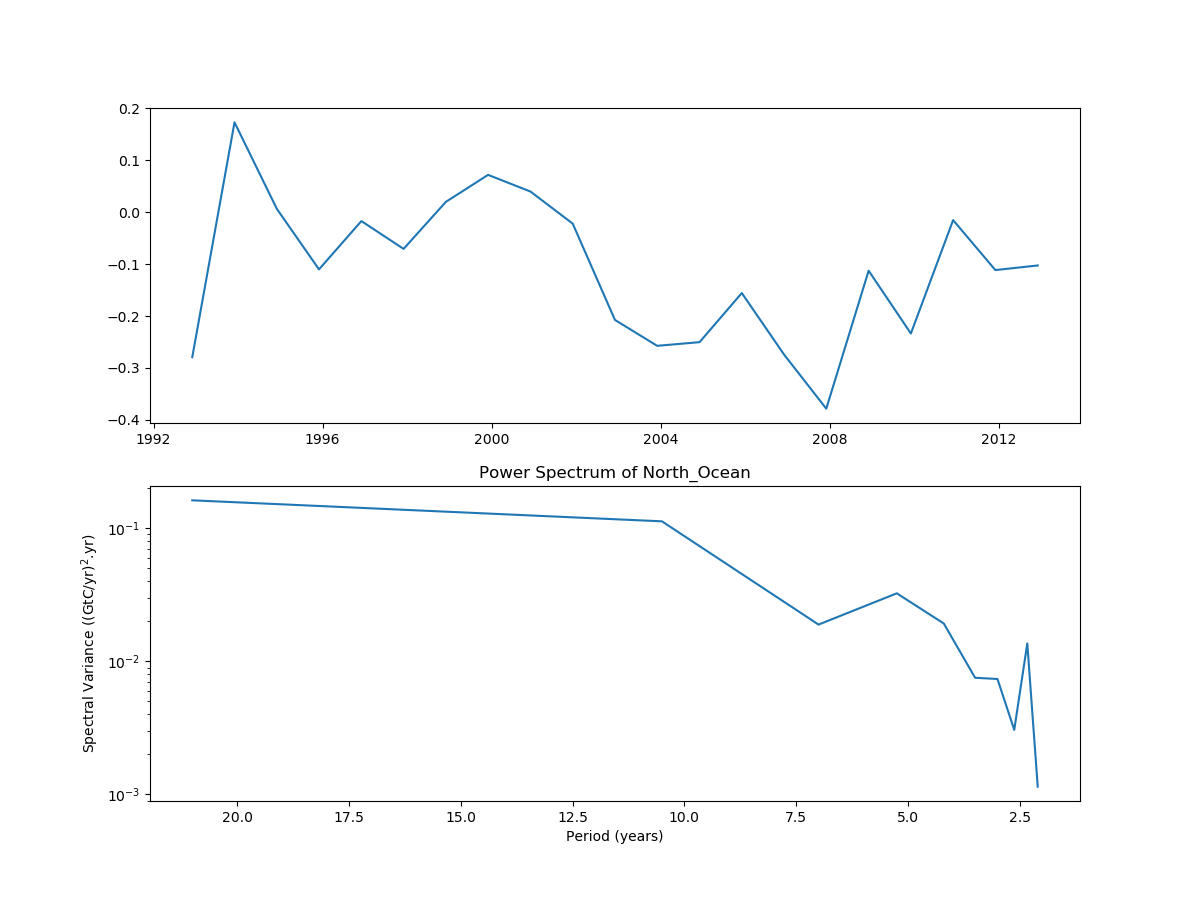 0.2
0.1
0.0
−0.1
−0.2
−0.3
−0.4
1992 1996 2000 2004 2008 2012
Power Spectrum of North_Ocean
10⁻¹
10⁻²
10⁻³
Spectral Variance ((GtC/yr)².yr)
20.0 17.5 15.0 12.5 10.0 7.5 5.0 2.5
Period (years)